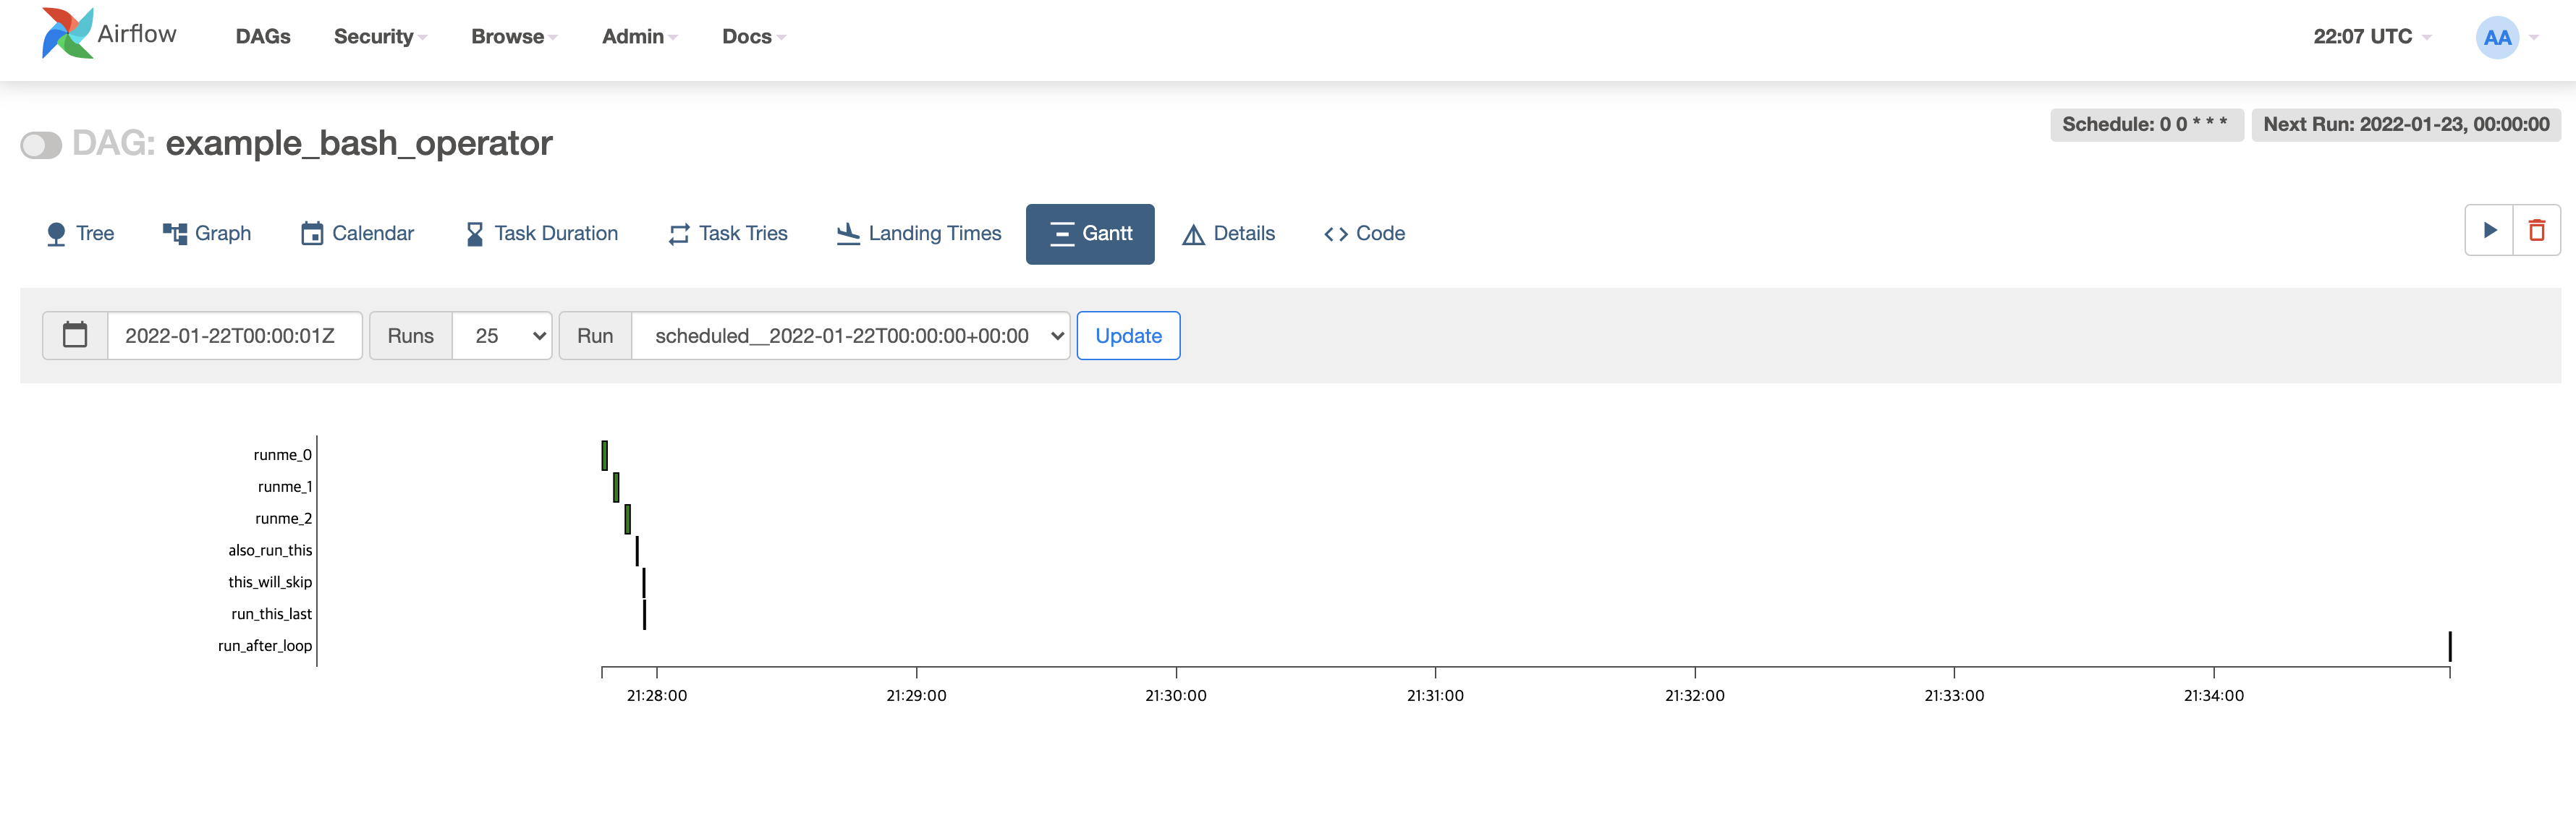 Airflow DAGs Security Browse Admin Docs 22:07 UTC AA
Schedule: 0 0 * * * Next Run: 2022-01-23, 00:00:00
DAG: example_bash_operator
Tree Graph Calendar Task Duration Task Tries Landing Times Gantt Details Code
2022-01-22T00:00:01Z Runs 25 Run scheduled__2022-01-22T00:00:00+00:00 Update
runme_0
runme_1
runme_2
also_run_this
this_will_skip
run_this_last
run_after_loop
21:28:00 21:29:00 21:30:00 21:31:00 21:32:00 21:33:00 21:34:00